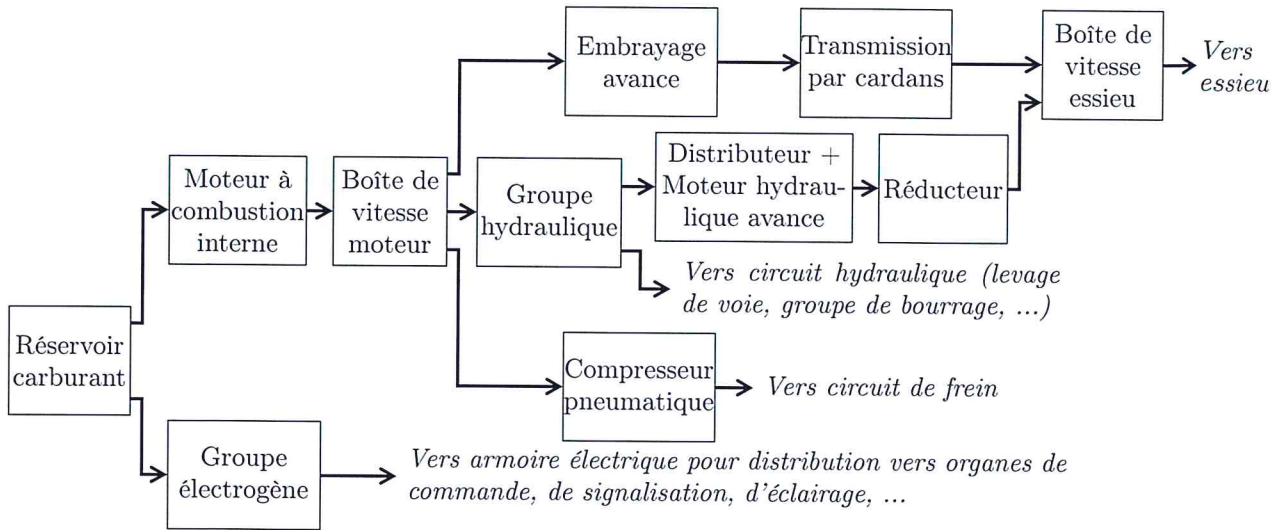 Embrayage
avance
Transmission
par cardans
Boîte de
vitesse
essieu
Vers
essieu
Moteur à
combustion
interne
Boîte de
vitesse
moteur
Groupe
hydraulique
Distributeur +
Moteur hydrau-
lique avance
Réducteur
Vers circuit hydraulique (levage
de voie, groupe de bourrage, ...)
Réservoir
carburant
Compresseur
pneumatique
Vers circuit de frein
Groupe
électrogène
Vers armoire électrique pour distribution vers organes de
commande, de signalisation, d'éclairage, ...